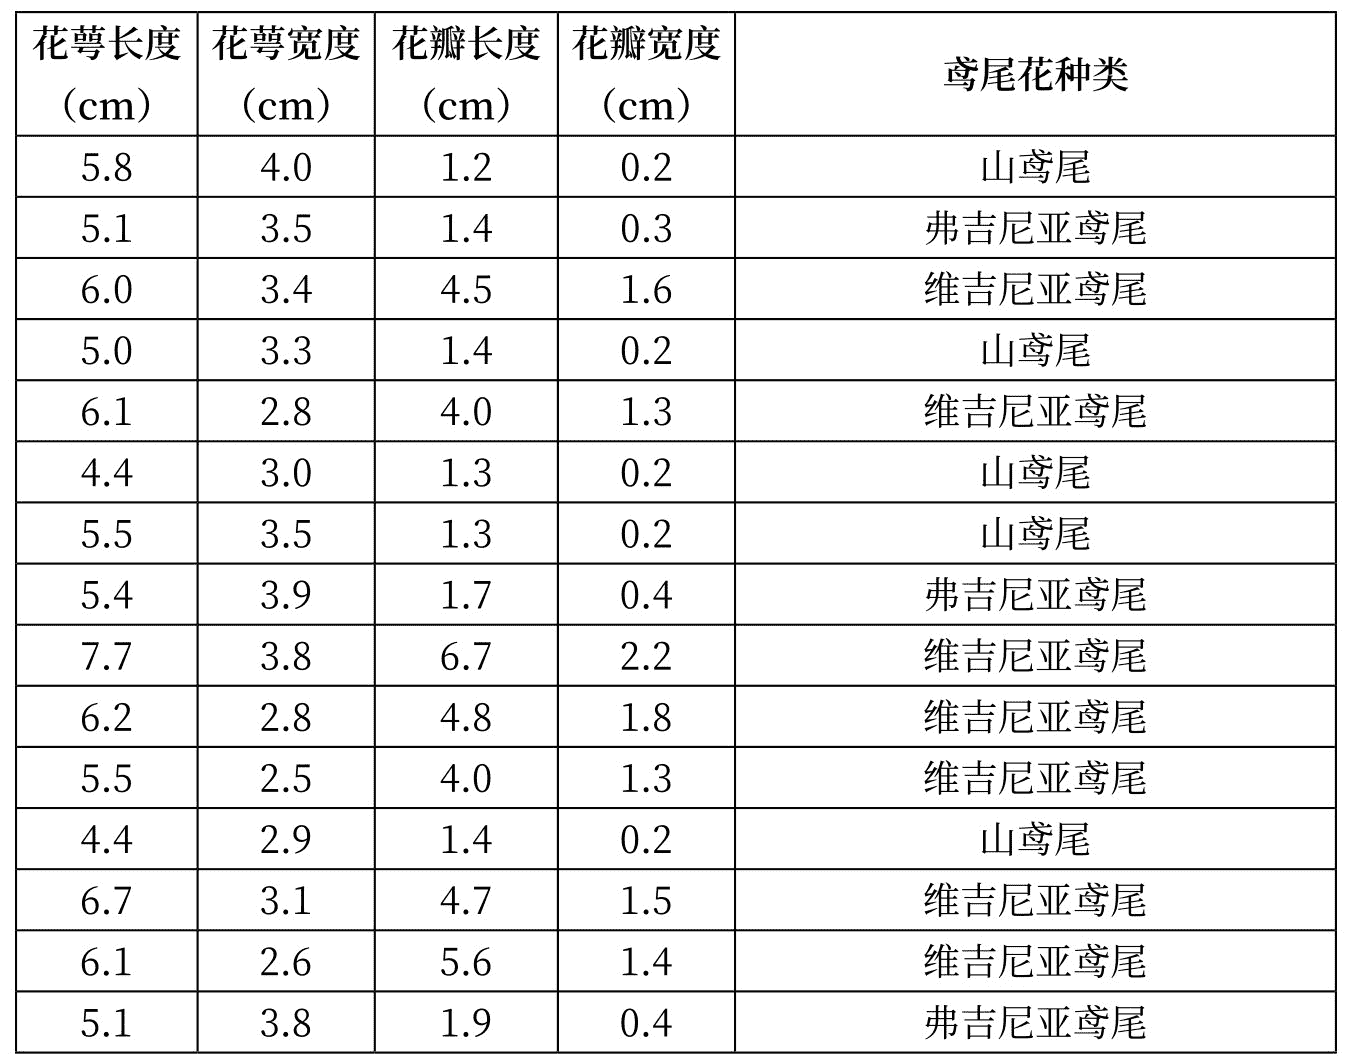 花萼长度 花萼宽度 花瓣长度 花瓣宽度 鸢尾花种类
（cm） （cm） （cm） （cm）
5.8 4.0 1.2 0.2 山鸢尾
5.1 3.5 1.4 0.3 弗吉尼亚鸢尾
6.0 3.4 4.5 1.6 维吉尼亚鸢尾
5.0 3.3 1.4 0.2 山鸢尾
6.1 2.8 4.0 1.3 维吉尼亚鸢尾
4.4 3.0 1.3 0.2 山鸢尾
5.5 3.5 1.3 0.2 山鸢尾
5.4 3.9 1.7 0.4 弗吉尼亚鸢尾
7.7 3.8 6.7 2.2 维吉尼亚鸢尾
6.2 2.8 4.8 1.8 维吉尼亚鸢尾
5.5 2.5 4.0 1.3 维吉尼亚鸢尾
4.4 2.9 1.4 0.2 山鸢尾
6.7 3.1 4.7 1.5 维吉尼亚鸢尾
6.1 2.6 5.6 1.4 维吉尼亚鸢尾
5.1 3.8 1.9 0.4 弗吉尼亚鸢尾